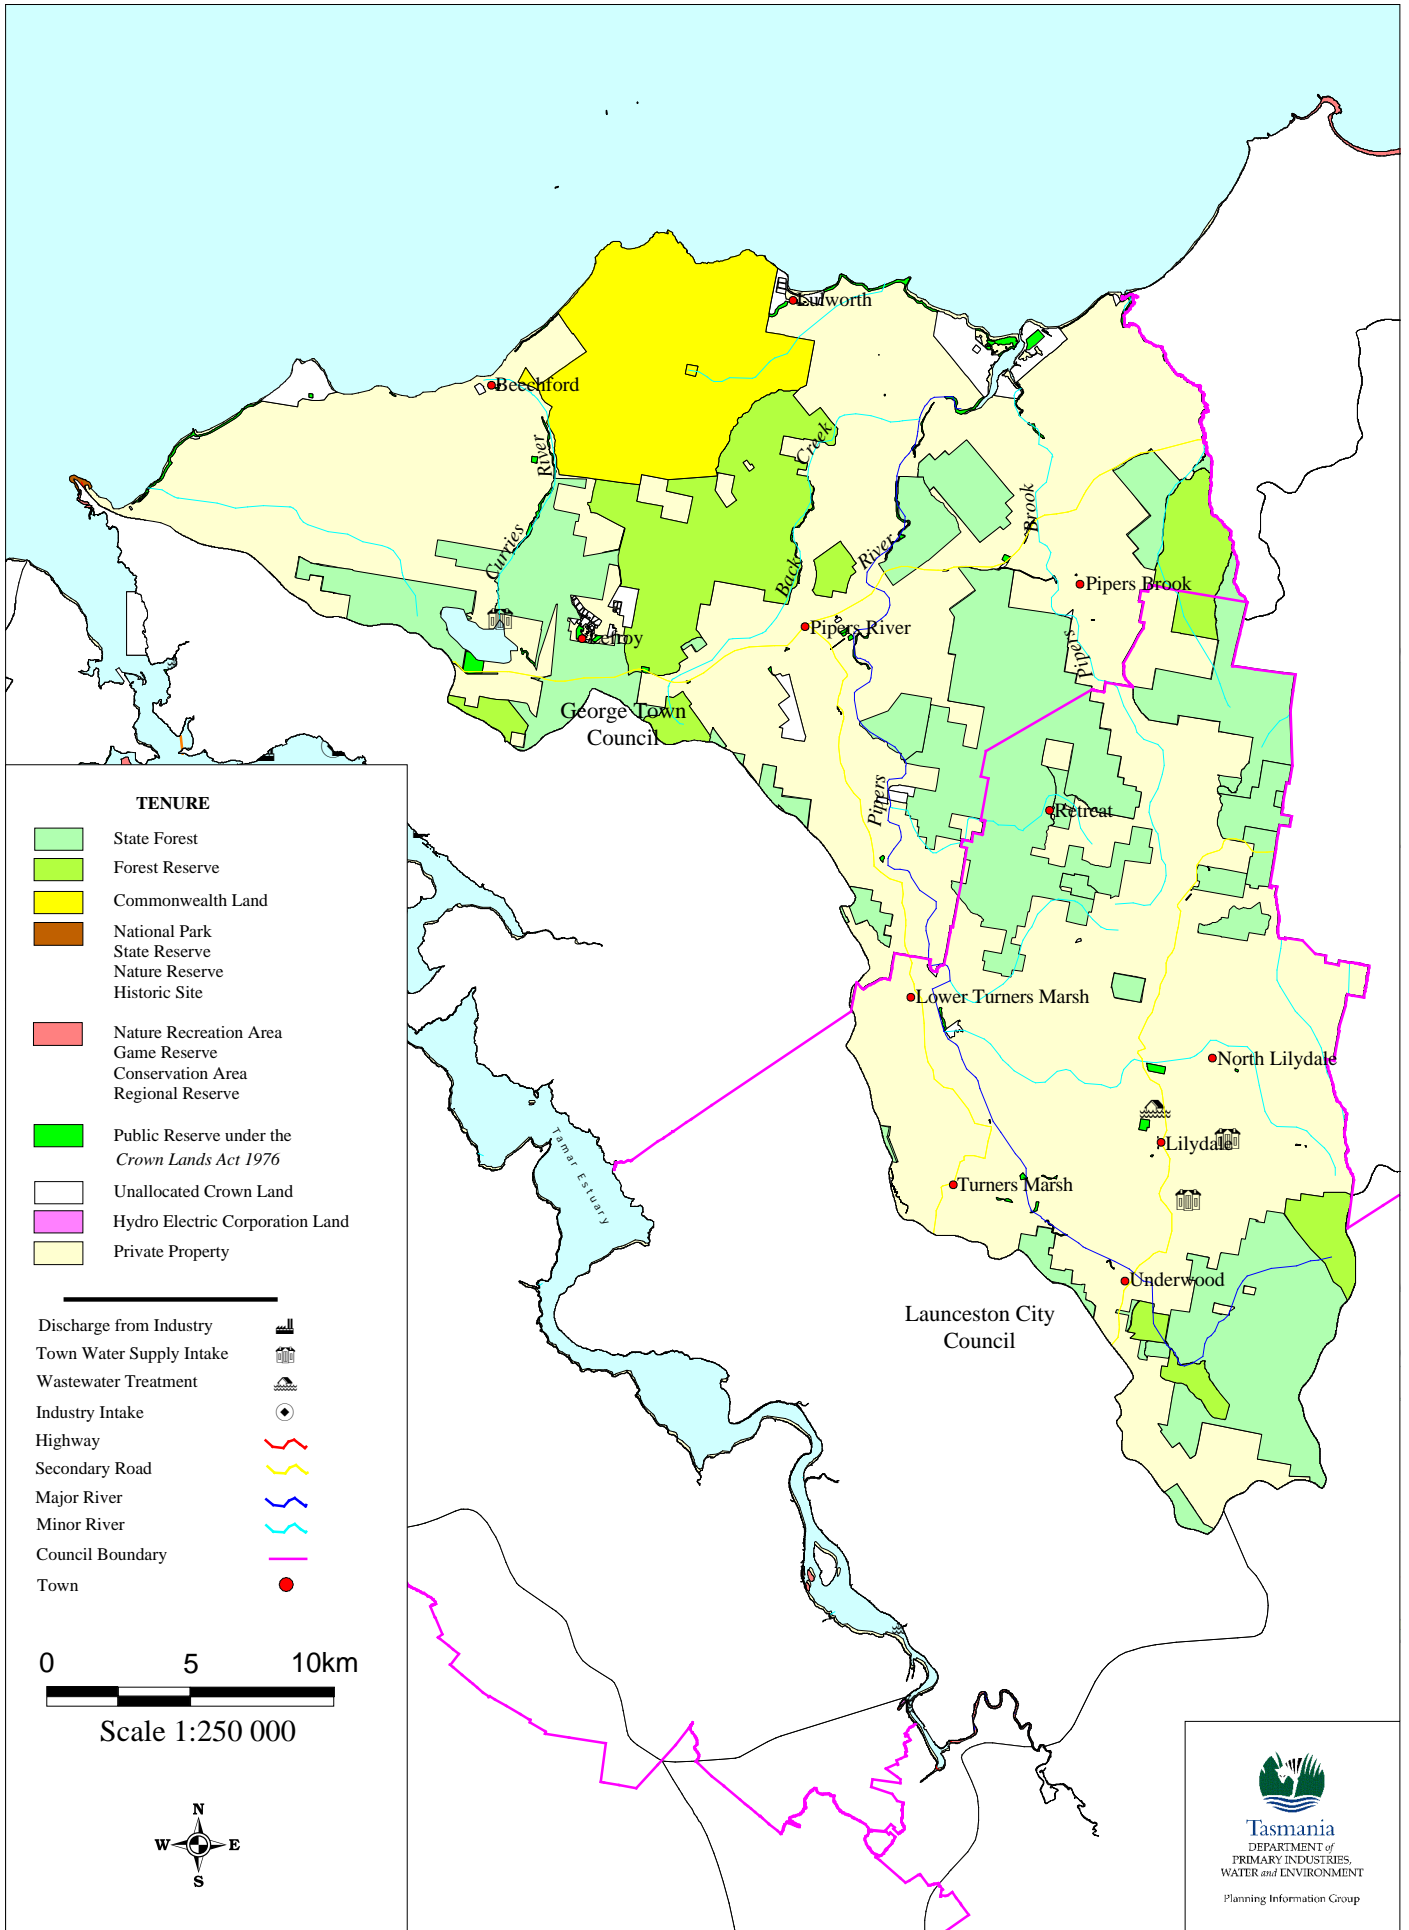 Lulworth
Beechford
River
Creek
Curries
Brook
River
Back
Pipers Brook
Pipers River
Lefroy
Pipers
George Town
Council
Pipers
Retreat
Lower Turners Marsh
North Lilydale
Lilydale
Turners Marsh
Tamar Estuary
Underwood
Launceston City
Council
TENURE
State Forest
Forest Reserve
Commonwealth Land
National Park
State Reserve
Nature Reserve
Historic Site
Nature Recreation Area
Game Reserve
Conservation Area
Regional Reserve
Public Reserve under the
Crown Lands Act 1976
Unallocated Crown Land
Hydro Electric Corporation Land
Private Property
Discharge from Industry
Town Water Supply Intake
Wastewater Treatment
Industry Intake
Highway
Secondary Road
Major River
Minor River
Council Boundary
Town
0 5 10km
Scale 1:250 000
N
W E
S
Tasmania
DEPARTMENT of
PRIMARY INDUSTRIES,
WATER and ENVIRONMENT
Planning Information Group